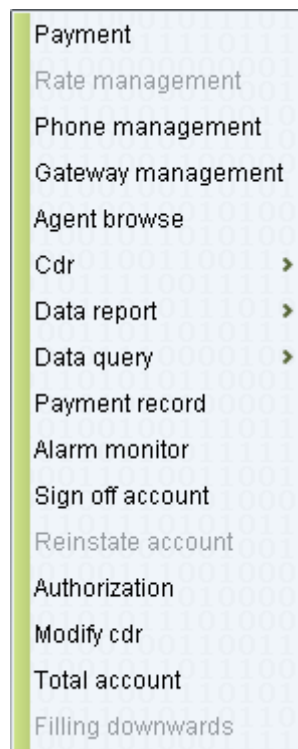 Payment
Rate management
Phone management
Gateway management
Agent browse
Cdr
Data report
Data query
Payment record
Alarm monitor
Sign off account
Reinstate account
Authorization
Modify cdr
Total account
Filling downwards